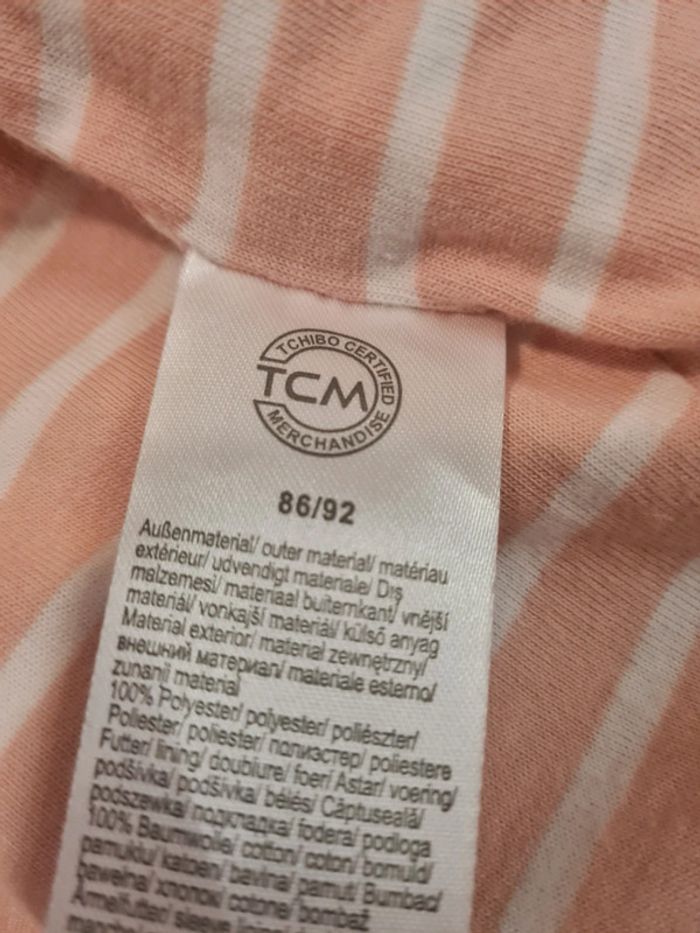 TCHIBO CERTIFIED
TCM
MERCHANDISE
86/92
Außenmaterial/ outer material/ matériau
extérieur/ udvendigt materiale/ Dış
malzemesi/ materiaal buitenkant/ vnější
materiál/ vonkajší materiál/ külső anyag
Material exterior/ materiał zewnętrzny/
внешний материал/ materiale esterno/
zunanji material
100% Polyester/ polyester/ poliészter/
Poliester/ poliester/ полиэстер/ poliestere
Futter/ lining/ doublure/ foer/ Astar/ voering/
podšívka/ podšívka/ bélés/ Căptuşeală/
podszewka/ подкладка/ fodera/ podloga
100% Baumwolle/ cotton/ coton/ bomuld/
pamuklu/ katoen/ bavlna/ pamut/ Bumbac/
bawełna/ хлопок/ cotone/ bombaž
Ärmelfutter/ sleeve